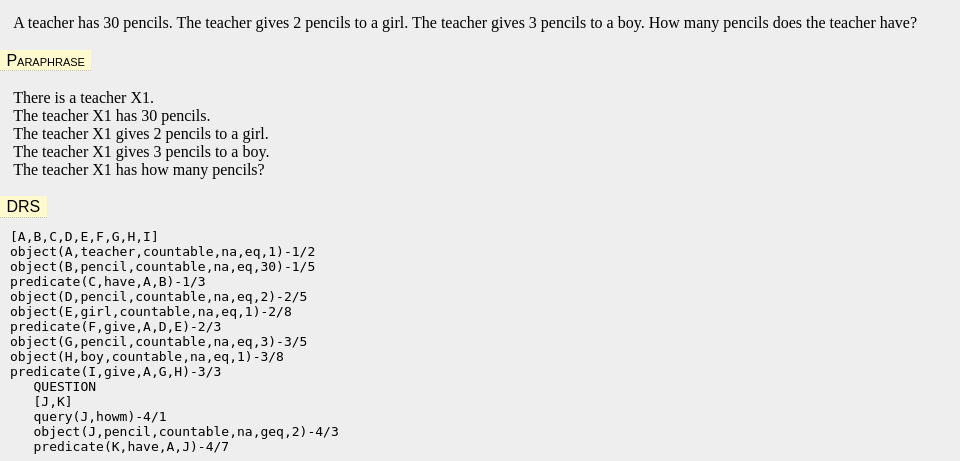 A teacher has 30 pencils. The teacher gives 2 pencils to a girl. The teacher gives 3 pencils to a boy. How many pencils does the teacher have?
PARAPHRASE
There is a teacher X1.
The teacher X1 has 30 pencils.
The teacher X1 gives 2 pencils to a girl.
The teacher X1 gives 3 pencils to a boy.
The teacher X1 has how many pencils?
DRS
[A,B,C,D,E,F,G,H,I]
object(A,teacher,countable,na,eq,1)-1/2
object(B,pencil,countable,na,eq,30)-1/5
predicate(C,have,A,B)-1/3
object(D,pencil,countable,na,eq,2)-2/5
object(E,girl,countable,na,eq,1)-2/8
predicate(F,give,A,D,E)-2/3
object(G,pencil,countable,na,eq,3)-3/5
object(H,boy,countable,na,eq,1)-3/8
predicate(I,give,A,G,H)-3/3
QUESTION
[J,K]
query(J,howm)-4/1
object(J,pencil,countable,na,geq,2)-4/3
predicate(K,have,A,J)-4/7